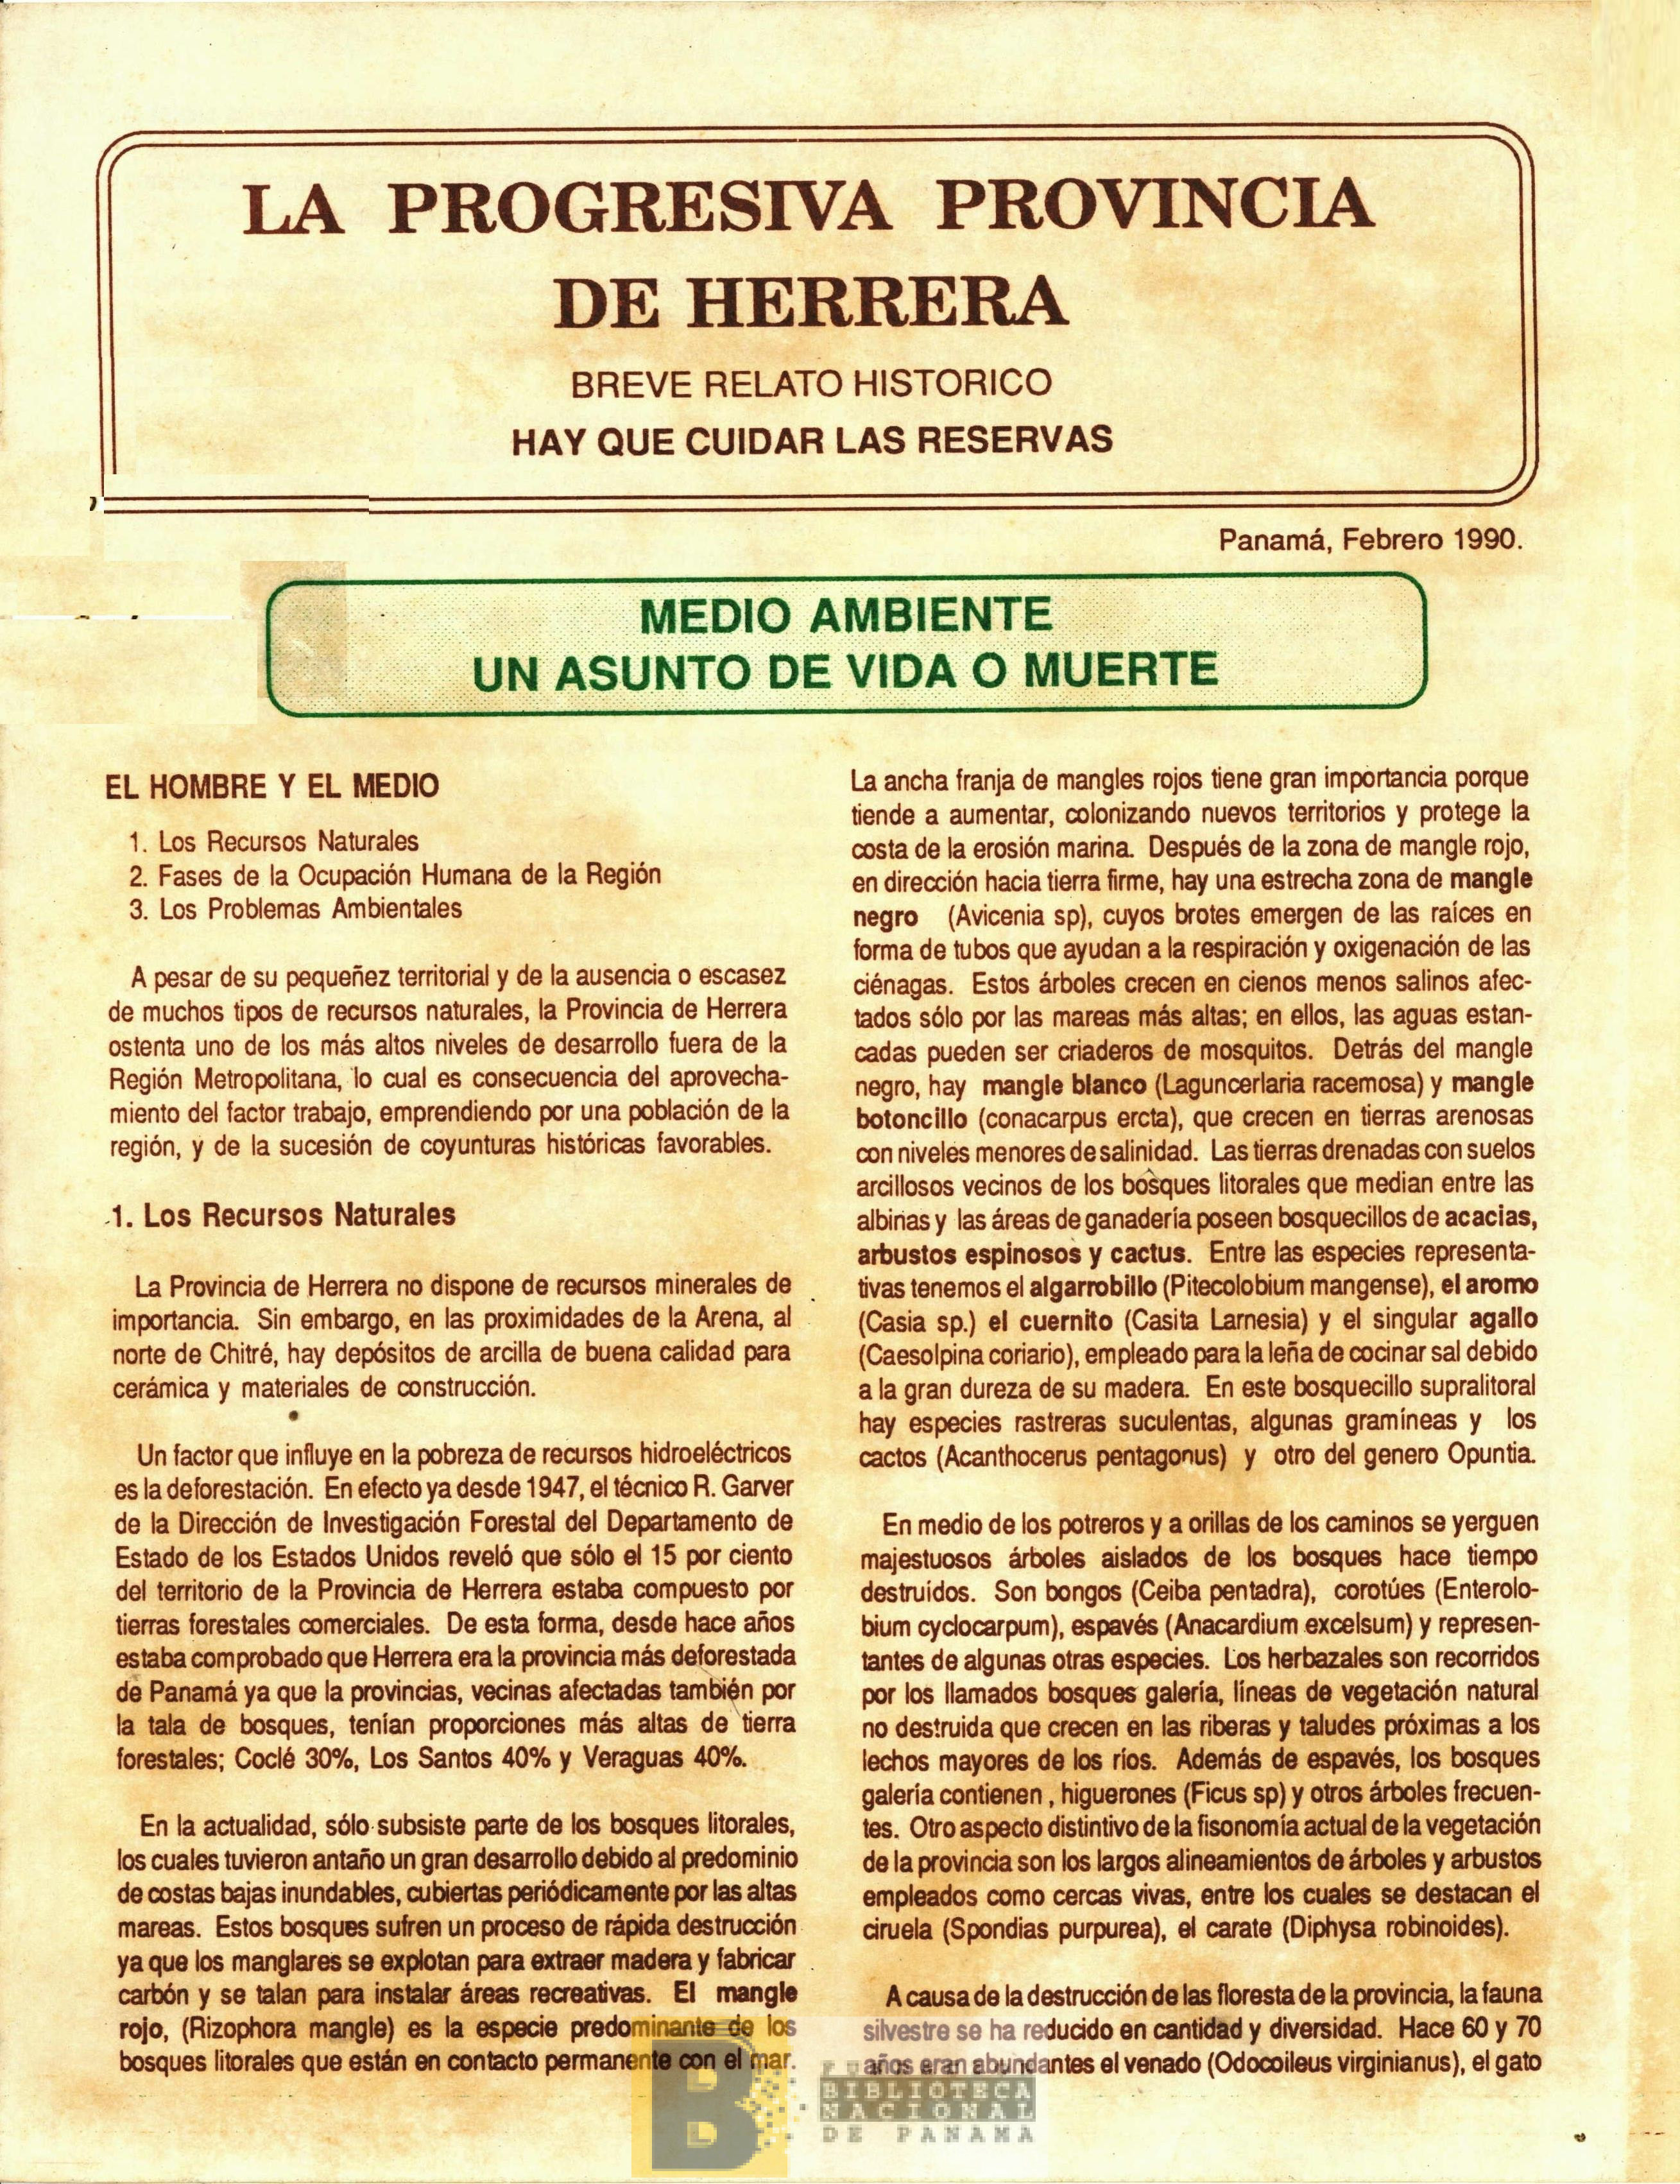 LA PROGRESIVA PROVINCIA
DE HERRERA
BREVE RELATO HISTORICO
HAY QUE CUIDAR LAS RESERVAS
Panamá, Febrero 1990.
MEDIO AMBIENTE
UN ASUNTO DE VIDA O MUERTE
EL HOMBRE Y EL MEDIO
1. Los Recursos Naturales
2. Fases de la Ocupación Humana de la Región
3. Los Problemas Ambientales
A pesar de su pequeñez territorial y de la ausencia o escasez
de muchos tipos de recursos naturales, la Provincia de Herrera
ostenta uno de los más altos niveles de desarrollo fuera de la
Región Metropolitana, lo cual es consecuencia del aprovecha-
miento del factor trabajo, emprendiendo por una población de la
región, y de la sucesión de coyunturas históricas favorables.
1. Los Recursos Naturales
La Provincia de Herrera no dispone de recursos minerales de
importancia. Sin embargo, en las proximidades de la Arena, al
norte de Chitré, hay depósitos de arcilla de buena calidad para
cerámica y materiales de construcción.
Un factor que influye en la pobreza de recursos hidroeléctricos
es la deforestación. En efecto ya desde 1947, el técnico R. Garver
de la Dirección de Investigación Forestal del Departamento de
Estado de los Estados Unidos reveló que sólo el 15 por ciento
del territorio de la Provincia de Herrera estaba compuesto por
tierras forestales comerciales. De esta forma, desde hace años
estaba comprobado que Herrera era la provincia más deforestada
de Panamá ya que la provincias, vecinas afectadas también por
la tala de bosques, tenían proporciones más altas de tierra
forestales; Coclé 30%, Los Santos 40% y Veraguas 40%.
En la actualidad, sólo subsiste parte de los bosques litorales,
los cuales tuvieron antaño un gran desarrollo debido al predominio
de costas bajas inundables, cubiertas periódicamente por las altas
mareas. Estos bosques sufren un proceso de rápida destrucción
ya que los manglares se explotan para extraer madera y fabricar
carbón y se talan para instalar áreas recreativas. El mangle
rojo, (Rizophora mangle) es la especie predominante de los
bosques litorales que están en contacto permanente con el mar.
La ancha franja de mangles rojos tiene gran importancia porque
tiende a aumentar, colonizando nuevos territorios y protege la
costa de la erosión marina. Después de la zona de mangle rojo,
en dirección hacia tierra firme, hay una estrecha zona de mangle
negro (Avicenia sp), cuyos brotes emergen de las raíces en
forma de tubos que ayudan a la respiración y oxigenación de las
ciénagas. Estos árboles crecen en cienos menos salinos afec-
tados sólo por las mareas más altas; en ellos, las aguas estan-
cadas pueden ser criaderos de mosquitos. Detrás del mangle
negro, hay mangle blanco (Laguncerlaria racemosa) y mangle
botoncillo (conacarpus ercta), que crecen en tierras arenosas
con niveles menores de salinidad. Las tierras drenadas con suelos
arcillosos vecinos de los bosques litorales que median entre las
albinas y las áreas de ganadería poseen bosquecillos de acacias,
arbustos espinosos y cactus. Entre las especies representa-
tivas tenemos el algarrobillo (Pitecolobium mangense), el aromo
(Casia sp.) el cuernito (Casita Larnesia) y el singular agallo
(Caesolpina coriario), empleado para la leña de cocinar sal debido
a la gran dureza de su madera. En este bosquecillo supralitoral
hay especies rastreras suculentas, algunas gramíneas y los
cactos (Acanthocerus pentagonus) y otro del genero Opuntia.
En medio de los potreros y a orillas de los caminos se yerguen
majestuosos árboles aislados de los bosques hace tiempo
destruidos. Son bongos (Ceiba pentadra), corotúes (Enterolo-
bium cyclocarpum), espavés (Anacardium excelsum) y represen-
tantes de algunas otras especies. Los herbazales son recorridos
por los llamados bosques galería, líneas de vegetación natural
no destruida que crecen en las riberas y taludes próximas a los
lechos mayores de los ríos. Además de espavés, los bosques
galería contienen , higuerones (Ficus sp) y otros árboles frecuen-
tes. Otro aspecto distintivo de la fisonomía actual de la vegetación
de la provincia son los largos alineamientos de árboles y arbustos
empleados como cercas vivas, entre los cuales se destacan el
ciruela (Spondias purpurea), el carate (Diphysa robinoides).
A causa de la destrucción de las floresta de la provincia, la fauna
silvestre se ha reducido en cantidad y diversidad. Hace 60 y 70
años eran abundantes el venado (Odocoileus virginianus), el gato
B
BIBLIOTECA
NACIONAL
DE PANAMA